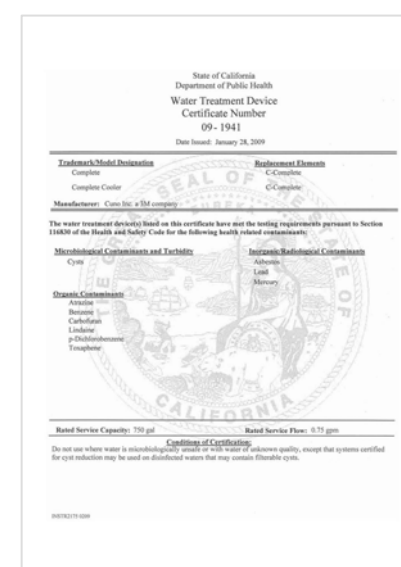 State of California
Department of Public Health
Water Treatment Device
Certificate Number
09 - 1941
Date Issued: January 28, 2009
Trademark/Model Designation Replacement Elements
Complete C-Complete
Complete Cooler C-Complete
Manufacturer: Cuno Inc. a 3M company
The water treatment device(s) listed on this certificate have met the testing requirements pursuant to Section
116830 of the Health and Safety Code for the following health related contaminants:
Microbiological Contaminants and Turbidity Inorganic/Radiological Contaminants
Cysts Asbestos
Lead
Mercury
Organic Contaminants
Atrazine
Benzene
Carbofuran
Lindane
p-Dichlorobenzene
Toxaphene
SEAL OF THE
CALIFORNIA
Rated Service Capacity: 750 gal Rated Service Flow: 0.75 gpm
Conditions of Certification:
Do not use where water is microbiologically unsafe or with water of unknown quality, except that systems certified
for cyst reduction may be used on disinfected waters that may contain filterable cysts.